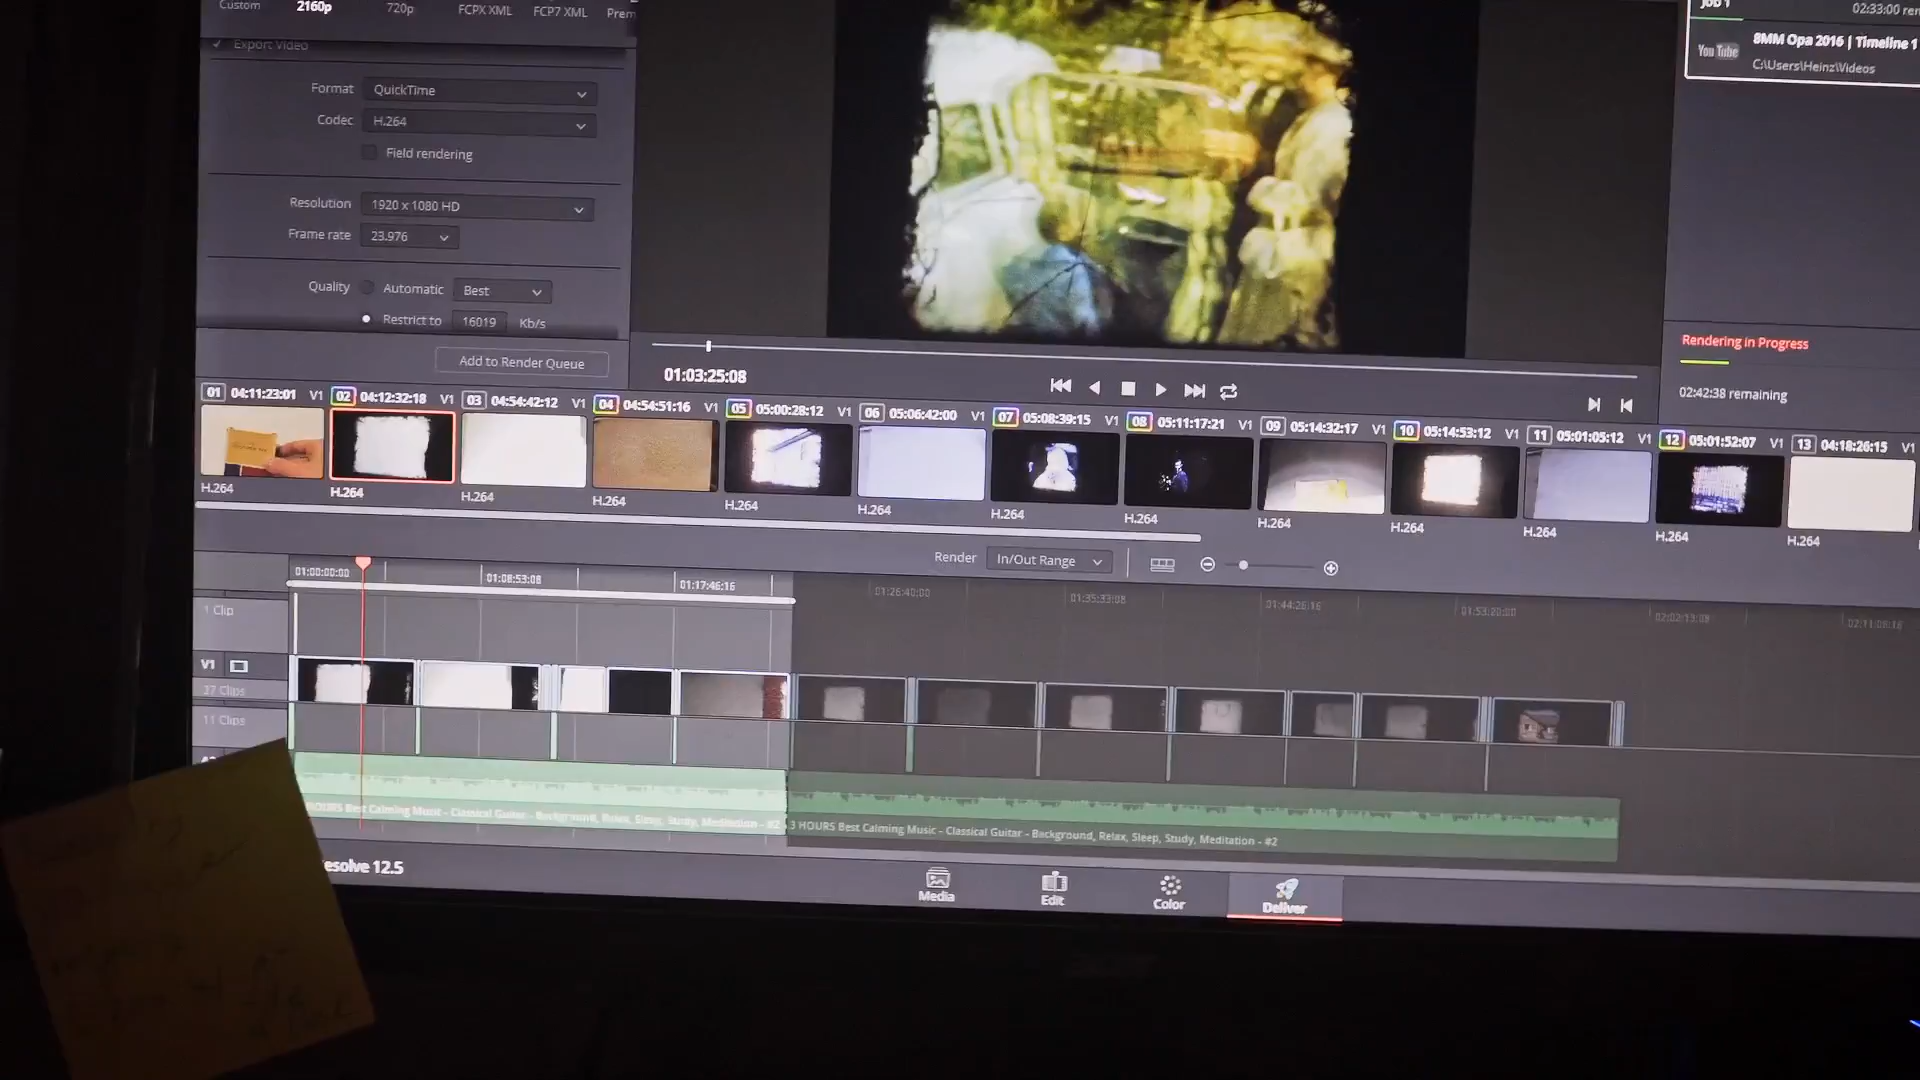 Custom
2160p
720p
FCPX XML
FCP7 XML
Prem
Export Video
Format
QuickTime
Codec
H.264
Field rendering
Resolution
1920 x 1080 HD
Frame rate
23.976
Quality
Automatic
Best
Restrict to
16019
Kb/s
Add to Render Queue
01:03:25:08
Job 1
02:33:00 rem
You Tube
8MM Opa 2016 | Timeline 1
C:\Users\Heinz\Videos
Rendering in Progress
02:42:38 remaining
01 04:11:23:01 V1
02 04:12:32:18 V1
03 04:54:42:12 V1
04 04:54:51:16 V1
05 05:00:28:12 V1
06 05:06:42:00 V1
07 05:08:39:15 V1
08 05:11:17:21 V1
09 05:14:32:17 V1
10 05:14:53:12 V1
11 05:01:05:12 V1
12 05:01:52:07 V1
13 04:18:26:15 V1
H.264
H.264
H.264
H.264
H.264
H.264
H.264
H.264
H.264
H.264
H.264
H.264
H.264
Render
In/Out Range
01:00:00:00
01:08:53:08
01:17:46:16
01:26:40:00
01:35:33:08
01:44:26:16
01:53:20:00
02:02:13:08
02:11:06:16
1 Clip
V1
37 Clips
11 Clips
HOURS Best Calming Music - Classical Guitar - Background, Relax, Sleep, Study, Meditation - #2
3 HOURS Best Calming Music - Classical Guitar - Background, Relax, Sleep, Study, Meditation - #2
esolve 12.5
Media
Edit
Color
Deliver